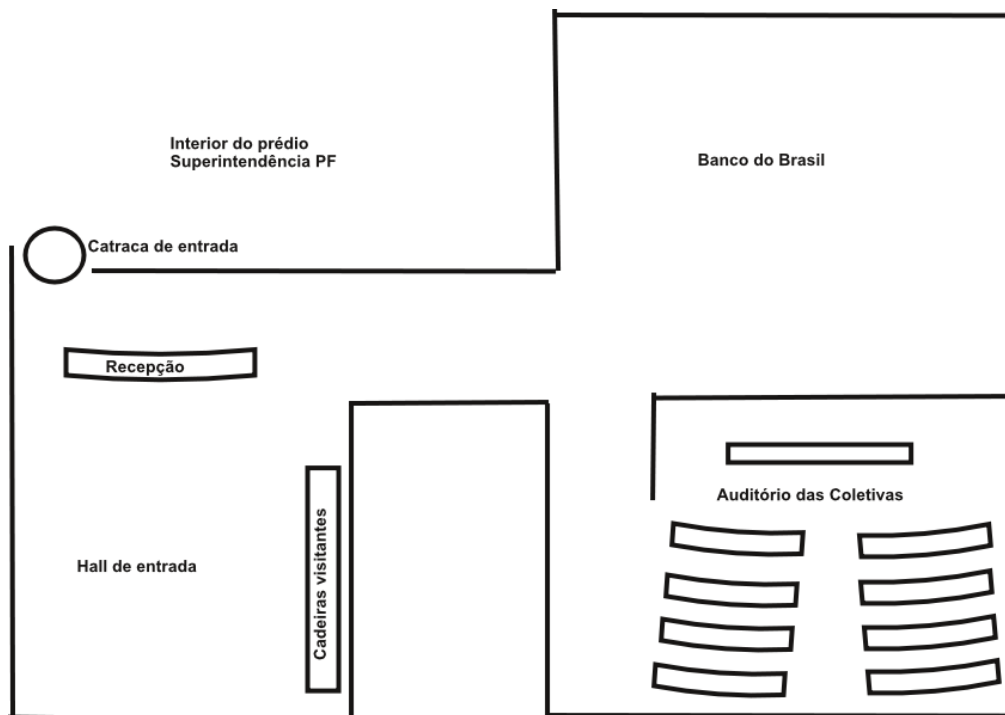 Interior do prédio
Superintendência PF
Banco do Brasil
Catraca de entrada
Recepção
Auditório das Coletivas
Cadeiras visitantes
Hall de entrada